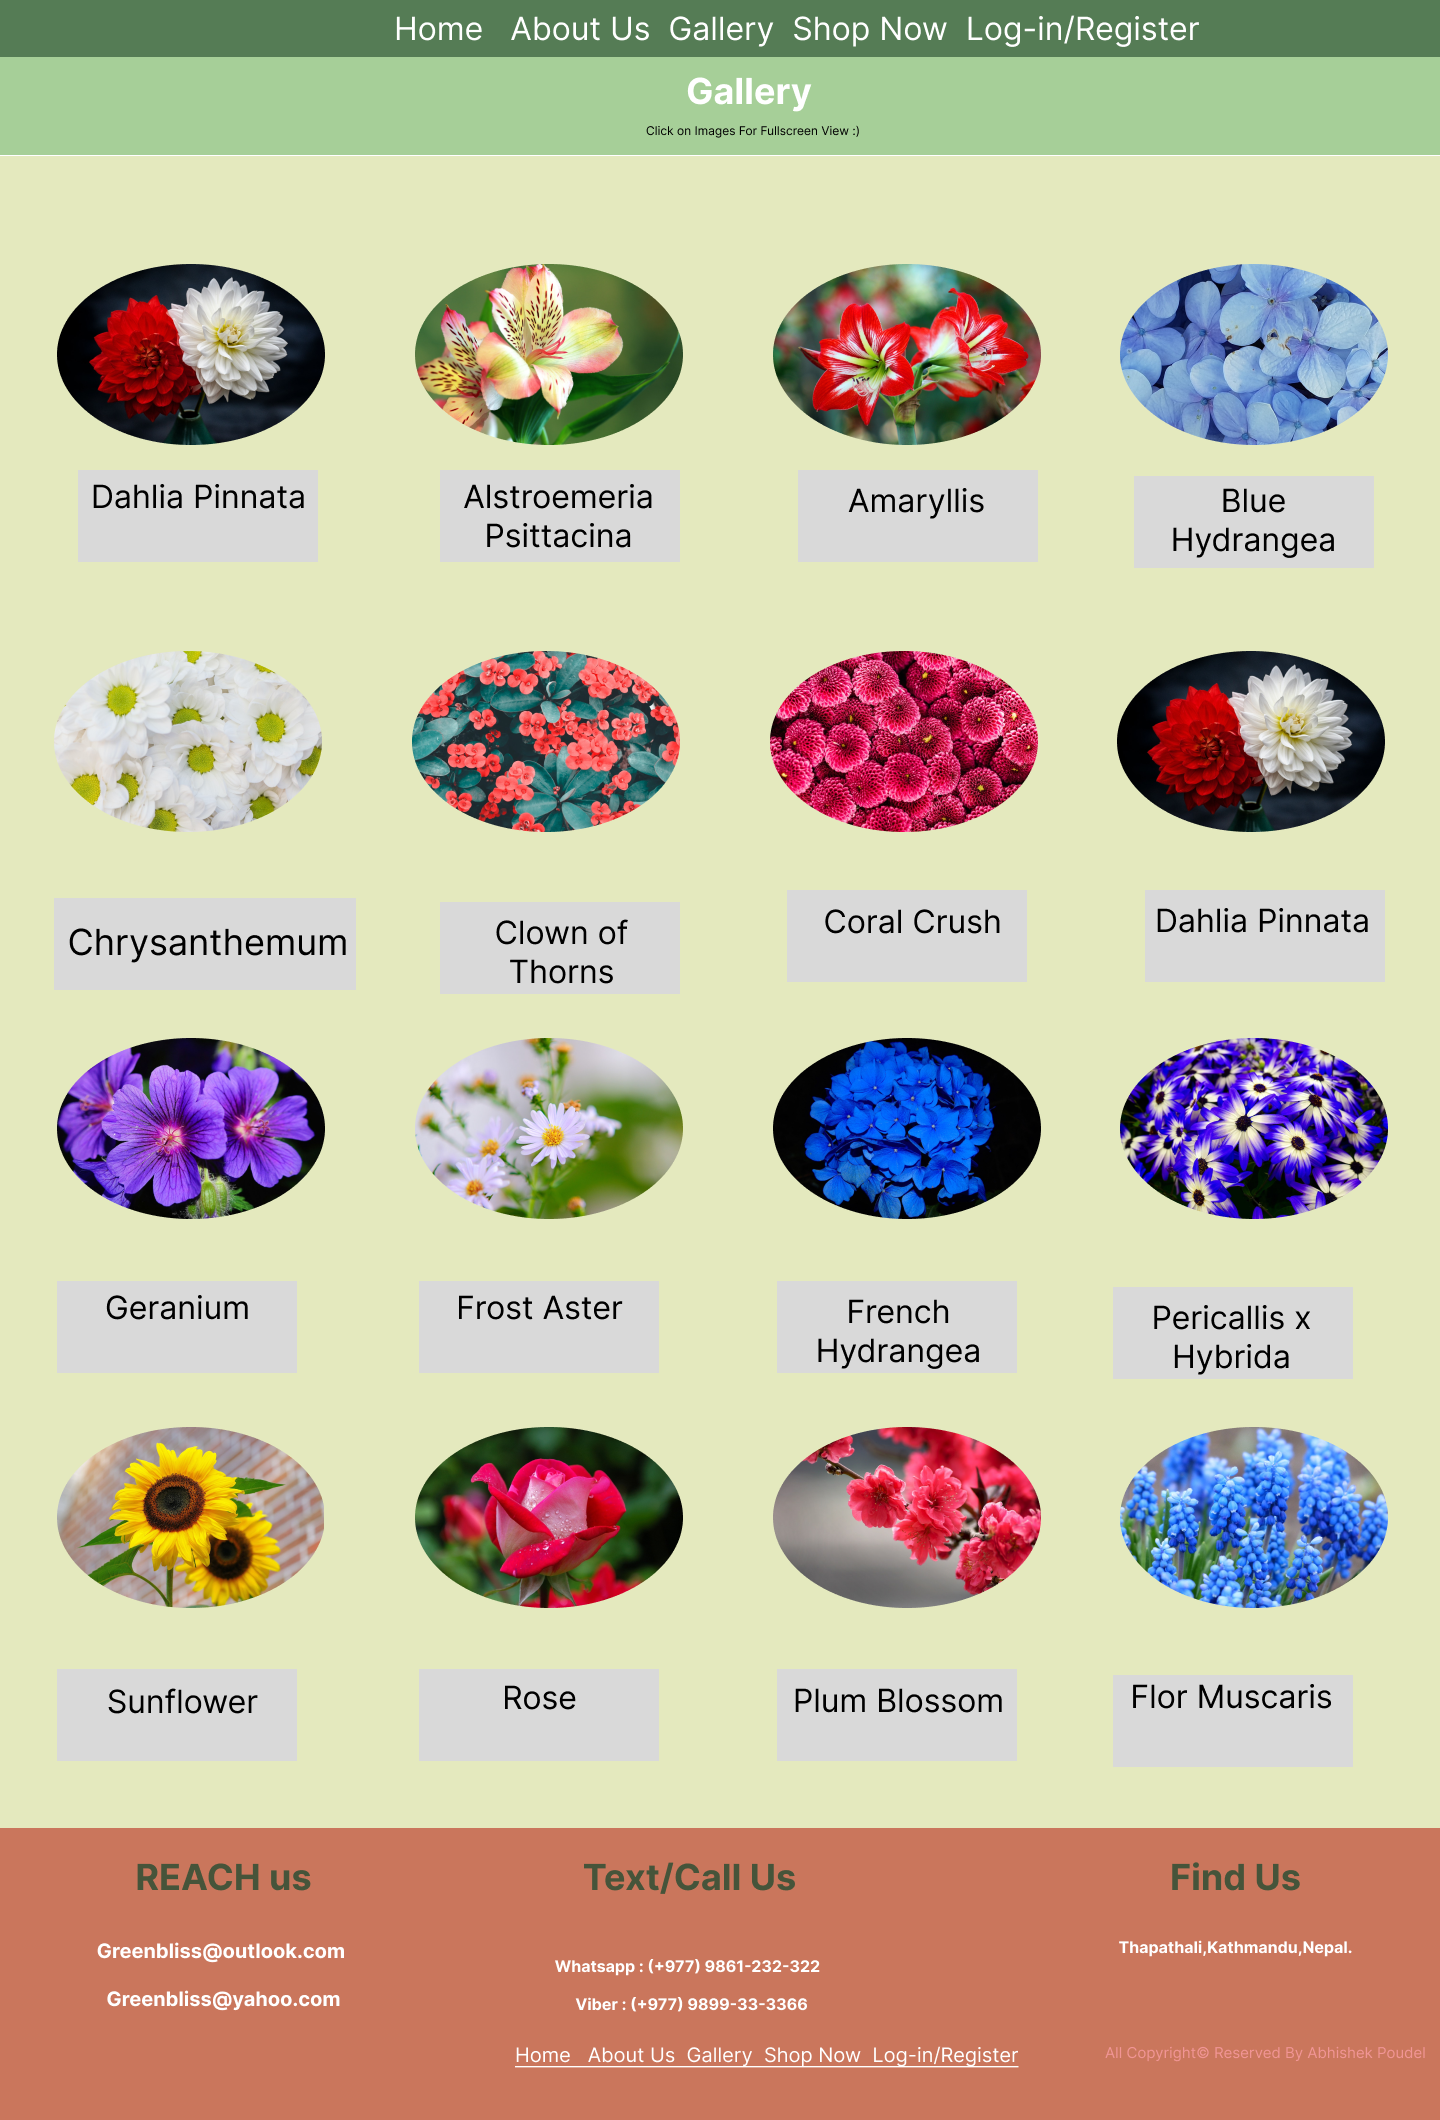 Home About Us Gallery Shop Now Log-in/Register
Gallery
Click on Images For Fullscreen View :)
Dahlia Pinnata
Alstroemeria
Psittacina
Amaryllis
Blue
Hydrangea
Chrysanthemum
Clown of
Thorns
Coral Crush
Dahlia Pinnata
Geranium
Frost Aster
French
Hydrangea
Pericallis x
Hybrida
Sunflower
Rose
Plum Blossom
Flor Muscaris
REACH us
Greenbliss@outlook.com
Greenbliss@yahoo.com
Text/Call Us
Whatsapp : (+977) 9861-232-322
Viber : (+977) 9899-33-3366
Find Us
Thapathali,Kathmandu,Nepal.
Home About Us Gallery Shop Now Log-in/Register
All Copyright© Reserved By Abhishek Poudel